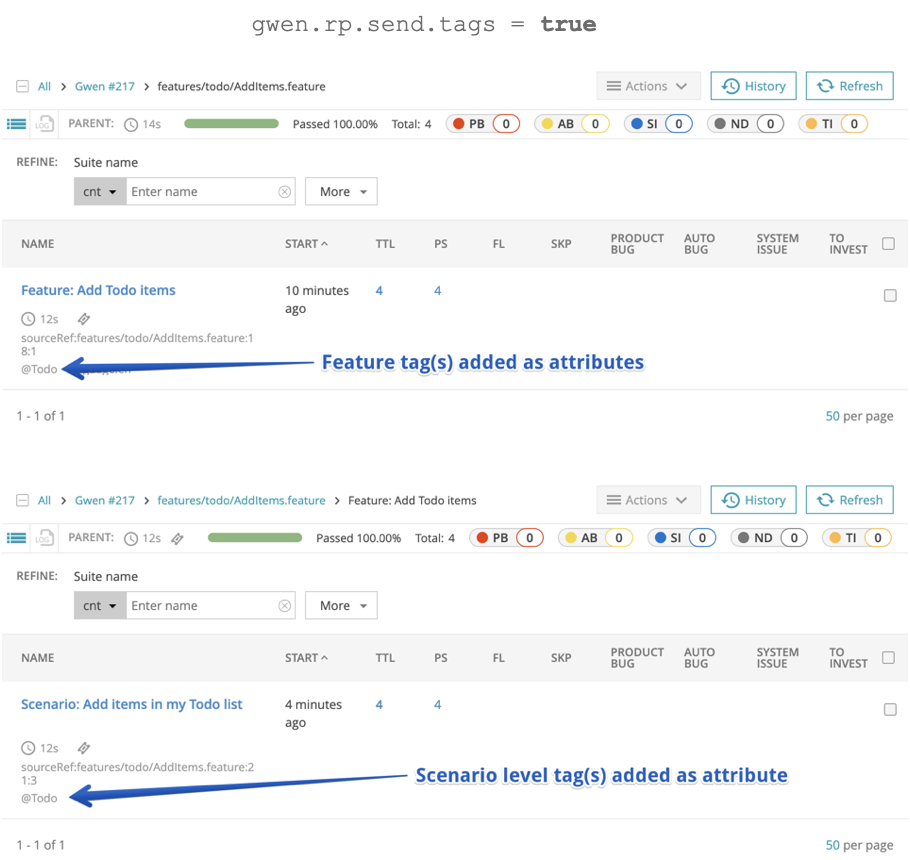 gwen.rp.send.tags = true
All > Gwen #217 > features/todo/AddItems.feature
Actions History Refresh
LOG PARENT: 14s Passed 100.00% Total: 4 PB 0 AB 0 SI 0 ND 0 TI 0
REFINE: Suite name
cnt Enter name More
NAME START TTL PS FL SKP PRODUCT BUG AUTO BUG SYSTEM ISSUE TO INVEST
Feature: Add Todo items 10 minutes ago 4 4
12s
sourceRef:features/todo/AddItems.feature:1
8:1
@Todo Feature tag(s) added as attributes
1 - 1 of 1 50 per page
All > Gwen #217 > features/todo/AddItems.feature > Feature: Add Todo items
Actions History Refresh
LOG PARENT: 12s Passed 100.00% Total: 4 PB 0 AB 0 SI 0 ND 0 TI 0
REFINE: Suite name
cnt Enter name More
NAME START TTL PS FL SKP PRODUCT BUG AUTO BUG SYSTEM ISSUE TO INVEST
Scenario: Add items in my Todo list 4 minutes ago 4 4
12s
sourceRef:features/todo/AddItems.feature:2
1:3
@Todo Scenario level tag(s) added as attribute
1 - 1 of 1 50 per page